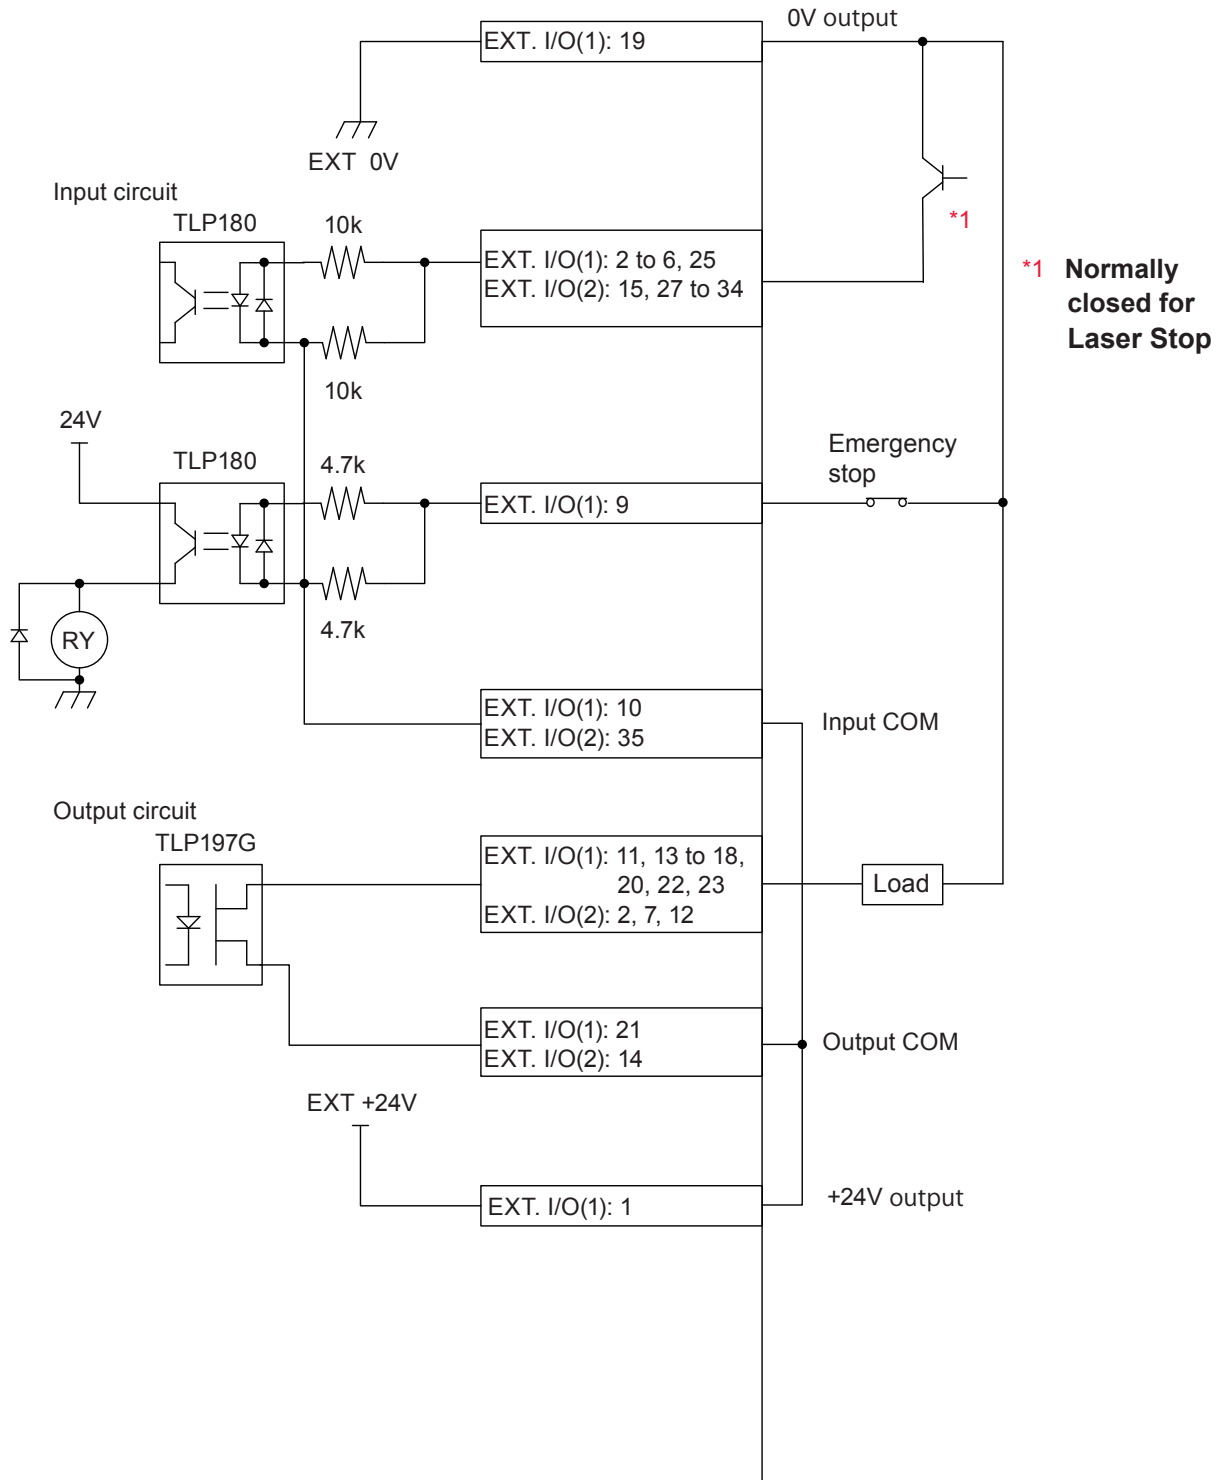 0V output
EXT. I/O(1): 19
EXT 0V
Input circuit
TLP180
10k
EXT. I/O(1): 2 to 6, 25
EXT. I/O(2): 15, 27 to 34
*1
*1 Normally
closed for
Laser Stop
10k
24V
TLP180
4.7k
EXT. I/O(1): 9
Emergency
stop
4.7k
RY
EXT. I/O(1): 10
EXT. I/O(2): 35
Input COM
Output circuit
TLP197G
EXT. I/O(1): 11, 13 to 18,
20, 22, 23
EXT. I/O(2): 2, 7, 12
Load
EXT. I/O(1): 21
EXT. I/O(2): 14
Output COM
EXT +24V
EXT. I/O(1): 1
+24V output